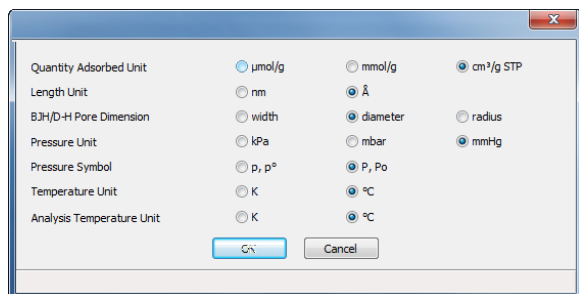 Quantity Adsorbed Unit µmol/g mmol/g cm³/g STP
Length Unit nm Å
BJH/D-H Pore Dimension width diameter radius
Pressure Unit kPa mbar mmHg
Pressure Symbol p, p° P, Po
Temperature Unit K °C
Analysis Temperature Unit K °C
OK Cancel